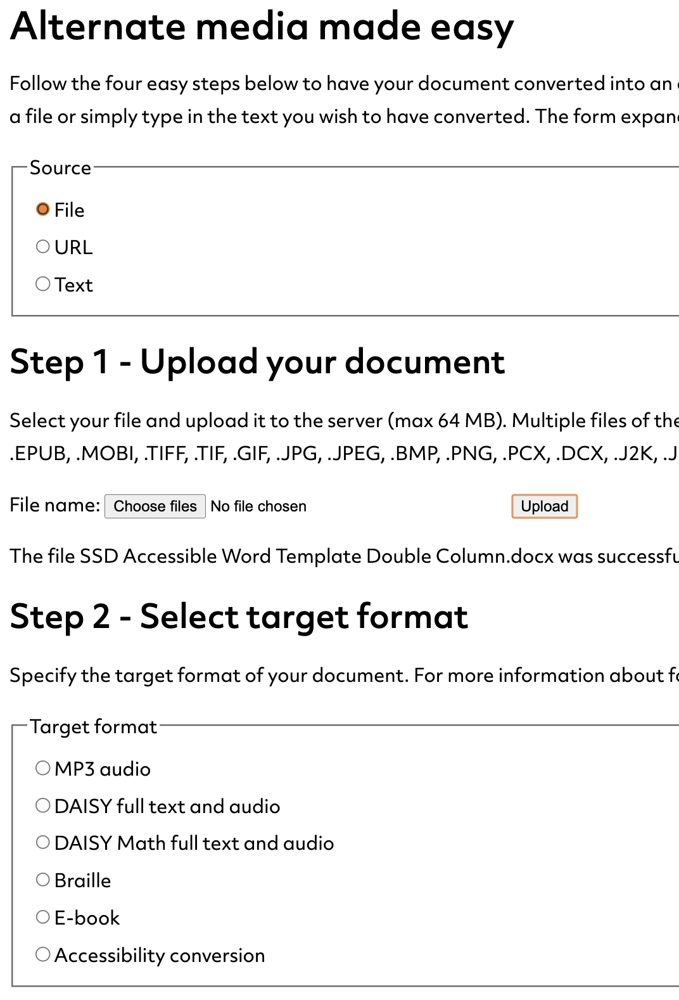 Alternate media made easy
Follow the four easy steps below to have your document converted into an
a file or simply type in the text you wish to have converted. The form
Source
File
URL
Text
Step 1 - Upload your document
Select your file and upload it to the server (max 64 MB). Multiple files of the
.EPUB, .MOBI, .TIFF, .TIF, .GIF, .JPG, .JPEG, .BMP, .PNG, .PCX, .DCX, .J2K,
File name: Choose files No file chosen Upload
The file SSD Accessible Word Template Double Column.docx was
Step 2 - Select target format
Specify the target format of your document. For more information about
Target format
MP3 audio
DAISY full text and audio
DAISY Math full text and audio
Braille
E-book
Accessibility conversion